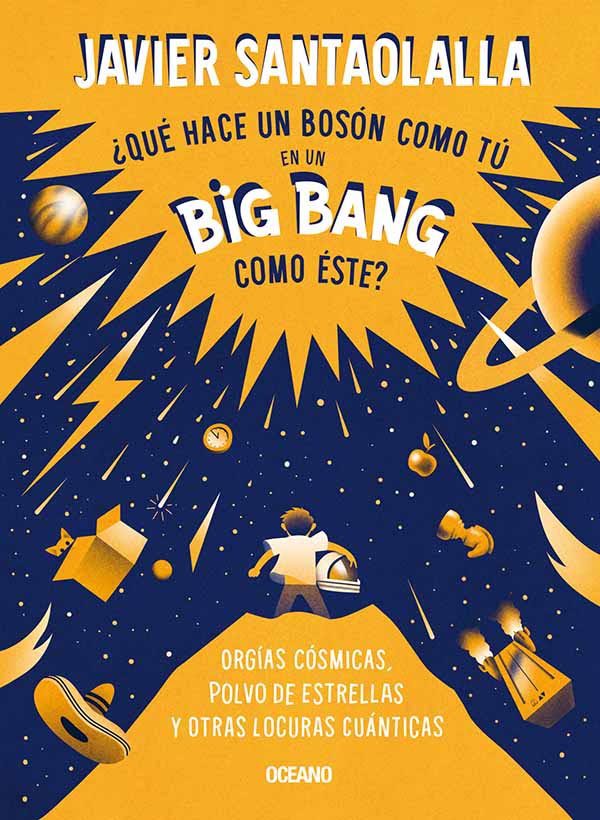 JAVIER SANTAOLALLA
¿QUÉ HACE UN BOSÓN COMO TÚ
EN UN
BIG BANG
COMO ÉSTE?
ORGÍAS CÓSMICAS,
POLVO DE ESTRELLAS
Y OTRAS LOCURAS CUÁNTICAS
OCEANO